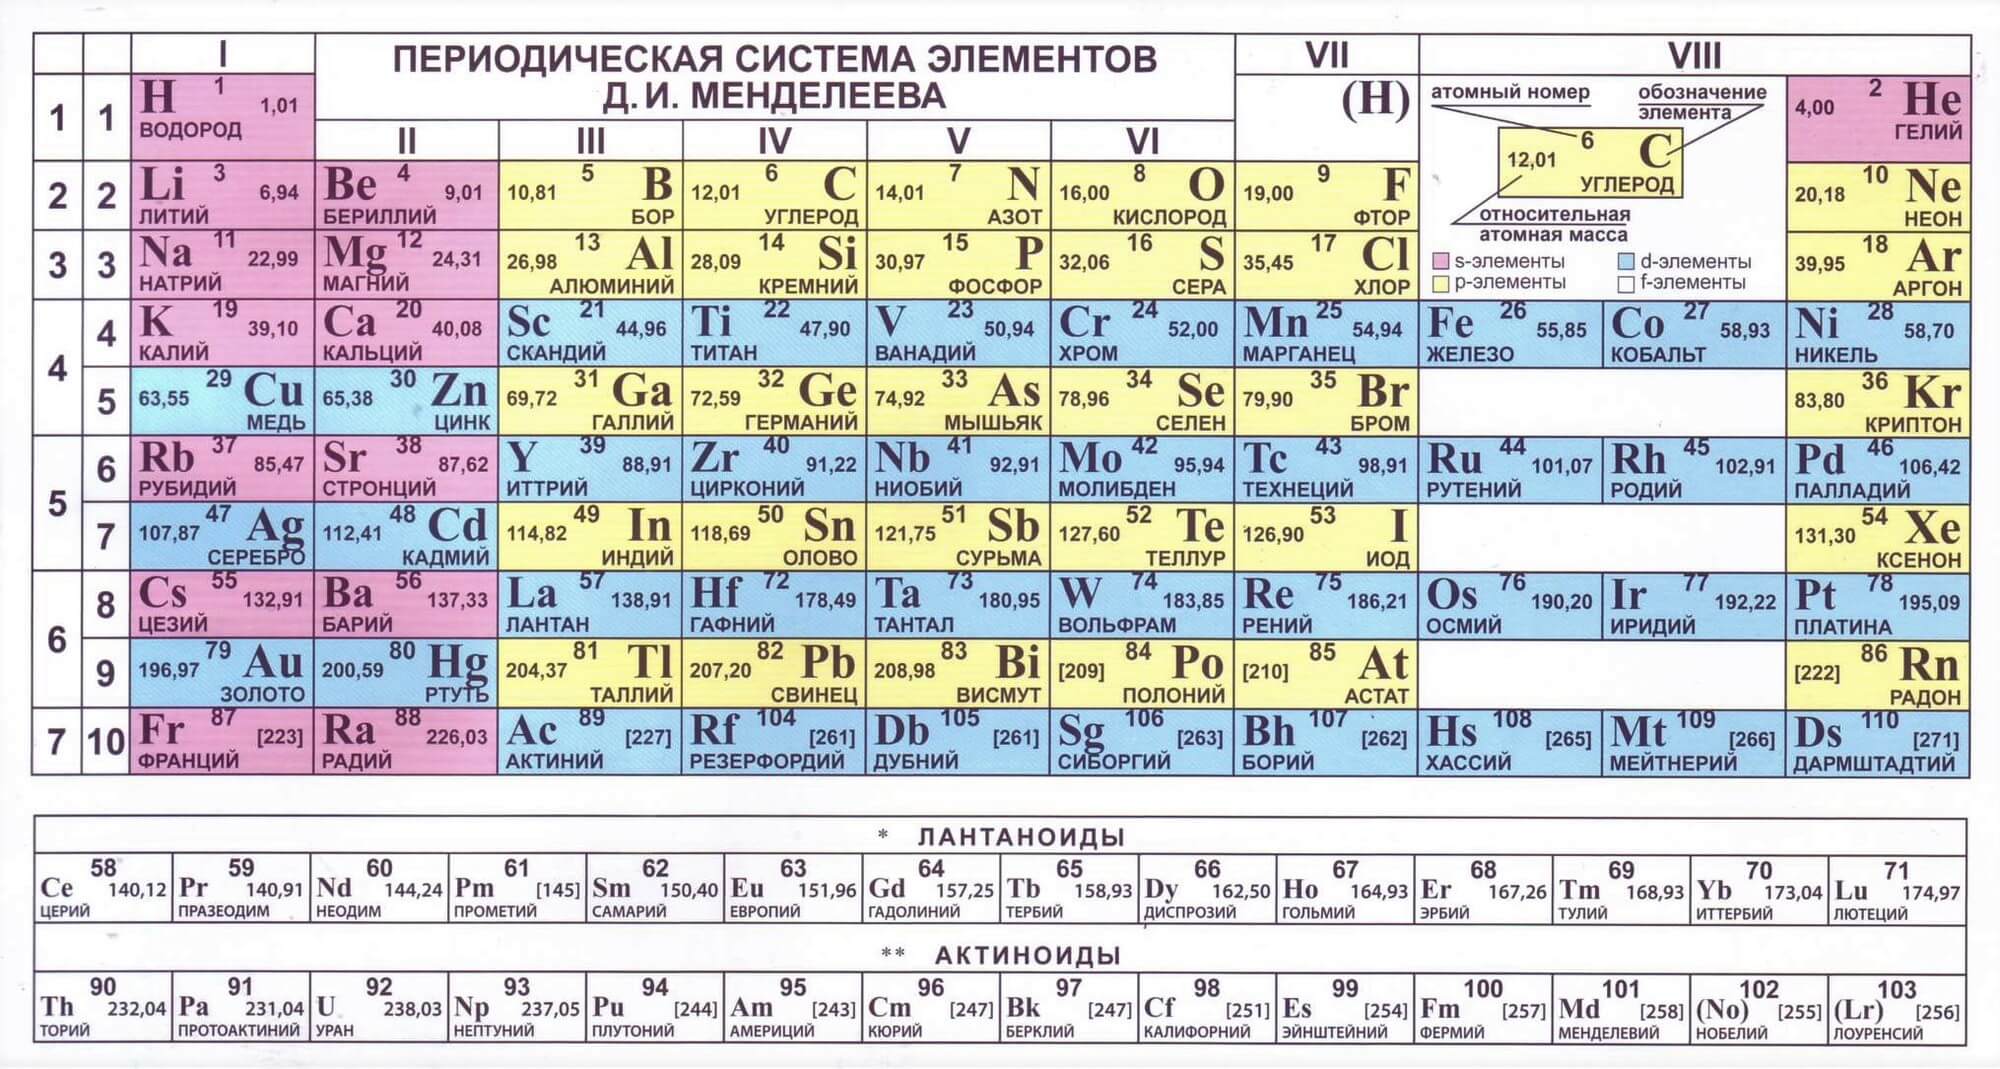 I ПЕРИОДИЧЕСКАЯ СИСТЕМА ЭЛЕМЕНТОВ VII VIII
Д. И. МЕНДЕЛЕЕВА
II III IV V VI
1 1 H 1 1,01 ВОДОРОД (H) 4,00 2 He ГЕЛИЙ
атомный номер обозначение элемента
6 C
12,01 УГЛЕРОД
относительная атомная масса
s-элементы d-элементы
p-элементы f-элементы
2 2 Li 3 6,94 ЛИТИЙ Be 4 9,01 БЕРИЛЛИЙ 10,81 5 B БОР 12,01 6 C УГЛЕРОД 14,01 7 N АЗОТ 16,00 8 O КИСЛОРОД 19,00 9 F ФТОР 20,18 10 Ne НЕОН
3 3 Na 11 22,99 НАТРИЙ Mg 12 24,31 МАГНИЙ 26,98 13 Al АЛЮМИНИЙ 28,09 14 Si КРЕМНИЙ 30,97 15 P ФОСФОР 32,06 16 S СЕРА 35,45 17 Cl ХЛОР 39,95 18 Ar АРГОН
4 4 K 19 39,10 КАЛИЙ Ca 20 40,08 КАЛЬЦИЙ Sc 21 44,96 СКАНДИЙ Ti 22 47,90 ТИТАН V 23 50,94 ВАНАДИЙ Cr 24 52,00 ХРОМ Mn 25 54,94 МАРГАНЕЦ Fe 26 55,85 ЖЕЛЕЗО Co 27 58,93 КОБАЛЬТ Ni 28 58,70 НИКЕЛЬ
5 63,55 29 Cu МЕДЬ 65,38 30 Zn ЦИНК 69,72 31 Ga ГАЛЛИЙ 72,59 32 Ge ГЕРМАНИЙ 74,92 33 As МЫШЬЯК 78,96 34 Se СЕЛЕН 79,90 35 Br БРОМ 83,80 36 Kr КРИПТОН
5 6 Rb 37 85,47 РУБИДИЙ Sr 38 87,62 СТРОНЦИЙ Y 39 88,91 ИТТРИЙ Zr 40 91,22 ЦИРКОНИЙ Nb 41 92,91 НИОБИЙ Mo 42 95,94 МОЛИБДЕН Tc 43 98,91 ТЕХНЕЦИЙ Ru 44 101,07 РУТЕНИЙ Rh 45 102,91 РОДИЙ Pd 46 106,42 ПАЛЛАДИЙ
7 107,87 47 Ag СЕРЕБРО 112,41 48 Cd КАДМИЙ 114,82 49 In ИНДИЙ 118,69 50 Sn ОЛОВО 121,75 51 Sb СУРЬМА 127,60 52 Te ТЕЛЛУР 126,90 53 I ИОД 131,30 54 Xe КСЕНОН
6 8 Cs 55 132,91 ЦЕЗИЙ Ba 56 137,33 БАРИЙ La 57 138,91 ЛАНТАН Hf 72 178,49 ГАФНИЙ Ta 73 180,95 ТАНТАЛ W 74 183,85 ВОЛЬФРАМ Re 75 186,21 РЕНИЙ Os 76 190,20 ОСМИЙ Ir 77 192,22 ИРИДИЙ Pt 78 195,09 ПЛАТИНА
9 196,97 79 Au ЗОЛОТО 200,59 80 Hg РТУТЬ 204,37 81 Tl ТАЛЛИЙ 207,20 82 Pb СВИНЕЦ 208,98 83 Bi ВИСМУТ [209] 84 Po ПОЛОНИЙ [210] 85 At АСТАТ [222] 86 Rn РАДОН
7 10 Fr 87 [223] ФРАНЦИЙ Ra 88 226,03 РАДИЙ Ac 89 [227] АКТИНИЙ Rf 104 [261] РЕЗЕРФОРДИЙ Db 105 [261] ДУБНИЙ Sg 106 [263] СИБОРГИЙ Bh 107 [262] БОРИЙ Hs 108 [265] ХАССИЙ Mt 109 [266] МЕЙТНЕРИЙ Ds 110 [271] ДАРМШТАДТИЙ
* ЛАНТАНОИДЫ
58 59 60 61 62 63 64 65 66 67 68 69 70 71
Ce 140,12 Pr 140,91 Nd 144,24 Pm [145] Sm 150,40 Eu 151,96 Gd 157,25 Tb 158,93 Dy 162,50 Ho 164,93 Er 167,26 Tm 168,93 Yb 173,04 Lu 174,97
ЦЕРИЙ ПРАЗЕОДИМ НЕОДИМ ПРОМЕТИЙ САМАРИЙ ЕВРОПИЙ ГАДОЛИНИЙ ТЕРБИЙ ДИСПРОЗИЙ ГОЛЬМИЙ ЭРБИЙ ТУЛИЙ ИТТЕРБИЙ ЛЮТЕЦИЙ
** АКТИНОИДЫ
90 91 92 93 94 95 96 97 98 99 100 101 102 103
Th 232,04 Pa 231,04 U 238,03 Np 237,05 Pu [244] Am [243] Cm [247] Bk [247] Cf [251] Es [254] Fm [257] Md [258] (No) [255] (Lr) [256]
ТОРИЙ ПРОТОАКТИНИЙ УРАН НЕПТУНИЙ ПЛУТОНИЙ АМЕРИЦИЙ КЮРИЙ БЕРКЛИЙ КАЛИФОРНИЙ ЭЙНШТЕЙНИЙ ФЕРМИЙ МЕНДЕЛЕВИЙ НОБЕЛИЙ ЛОУРЕНСИЙ